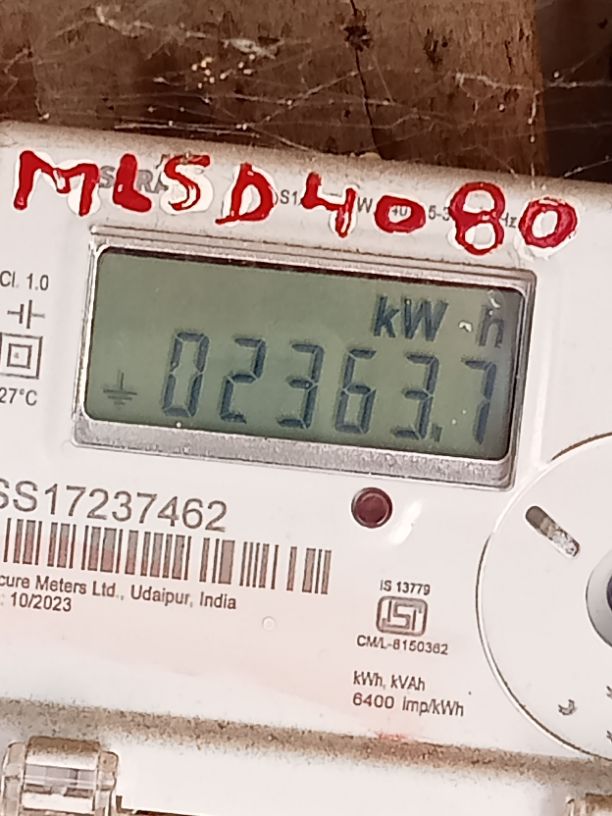 MLSD4080
Cl. 1.0
27°C
kW h
02363.7
SS17237462
cure Meters Ltd., Udaipur, India
: 10/2023
IS 13779
ISI
CM/L-8150362
kWh, kVAh
6400 imp/kWh